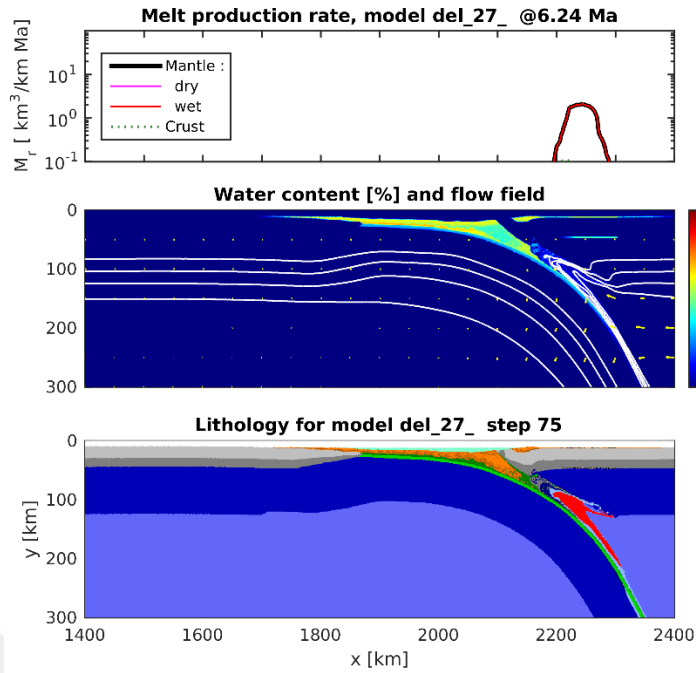 Melt production rate, model del_27_ @6.24 Ma
M_r [ km^3/km Ma]
10^1
10^0
10^-1
Mantle :
dry
wet
Crust
Water content [%] and flow field
0
100
200
300
Lithology for model del_27_ step 75
y [km]
0
100
200
300
1400 1600 1800 2000 2200 2400
x [km]